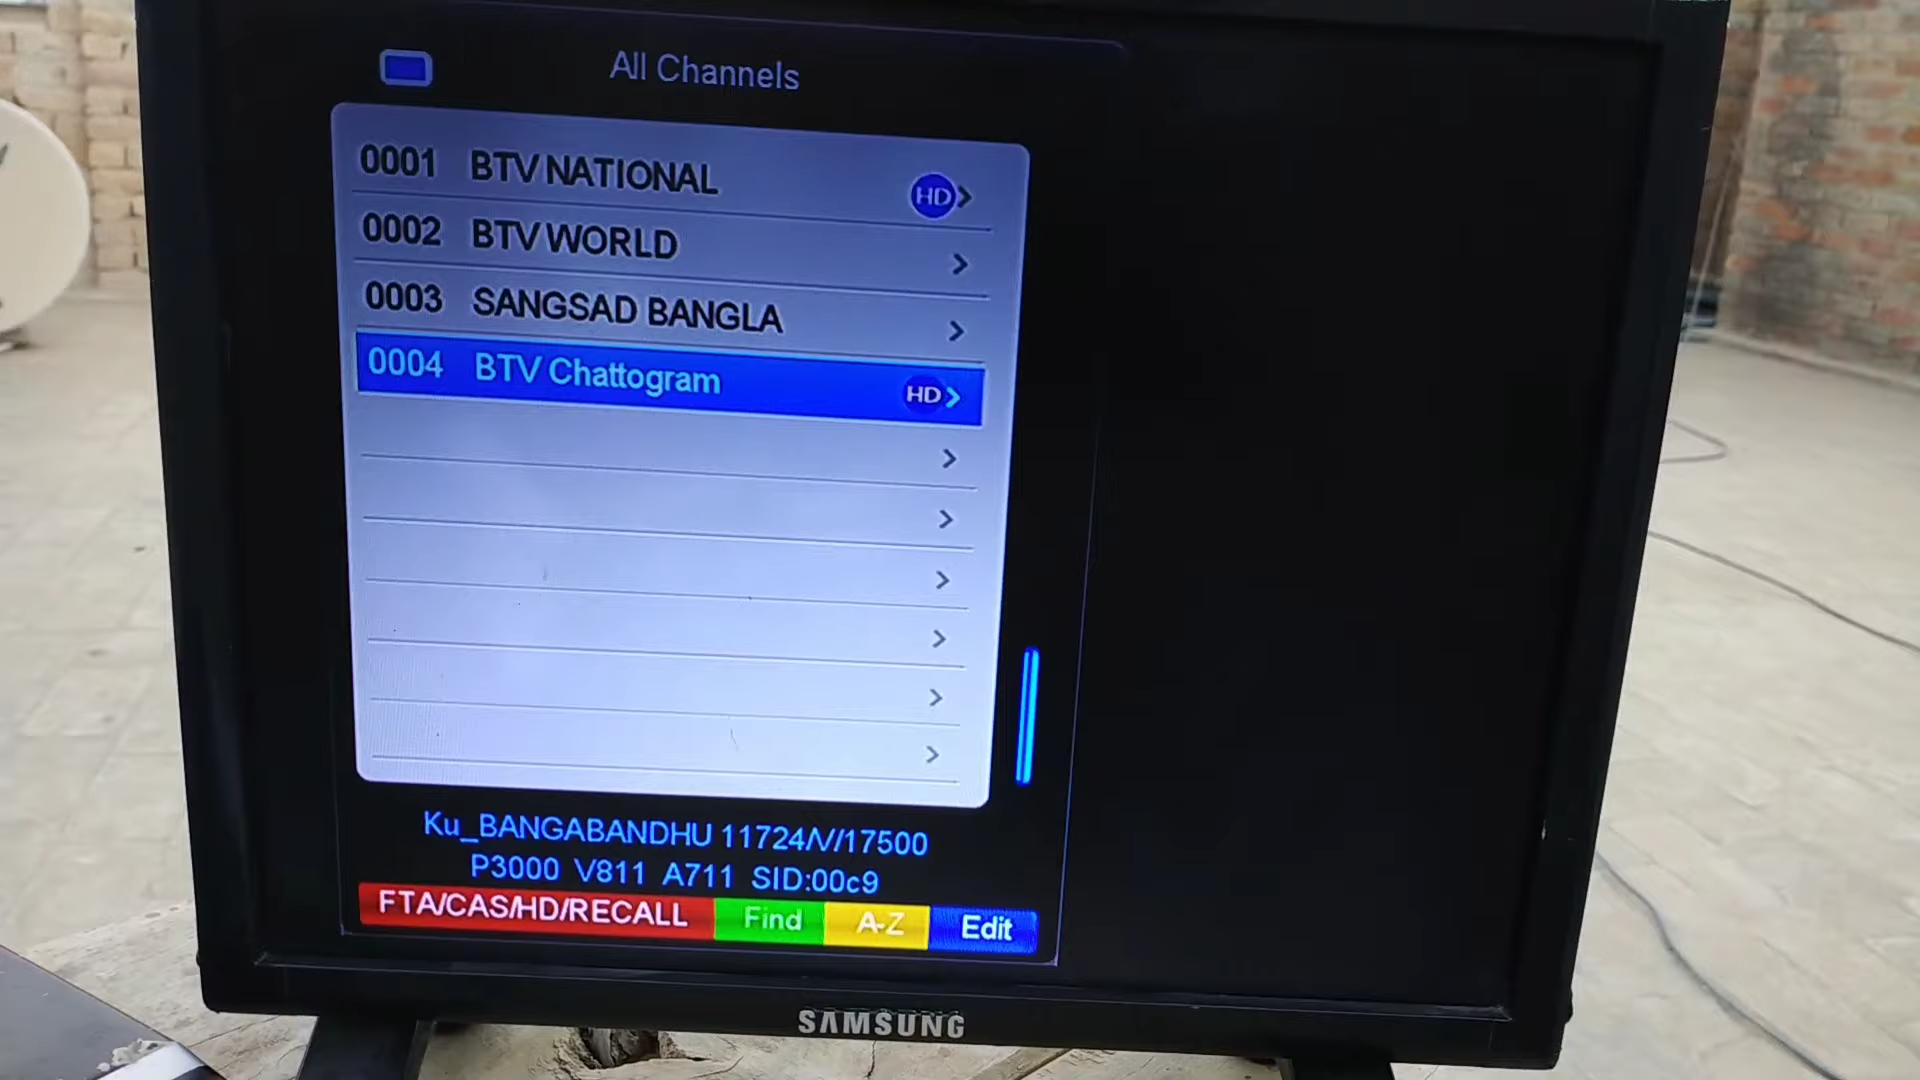 All Channels
0001 BTV NATIONAL HD
0002 BTV WORLD
0003 SANGSAD BANGLA
0004 BTV Chattogram HD
Ku_BANGABANDHU 11724/V/17500
P3000 V811 A711 SID:00c9
FTA/CAS/HD/RECALL Find A-Z Edit
SAMSUNG